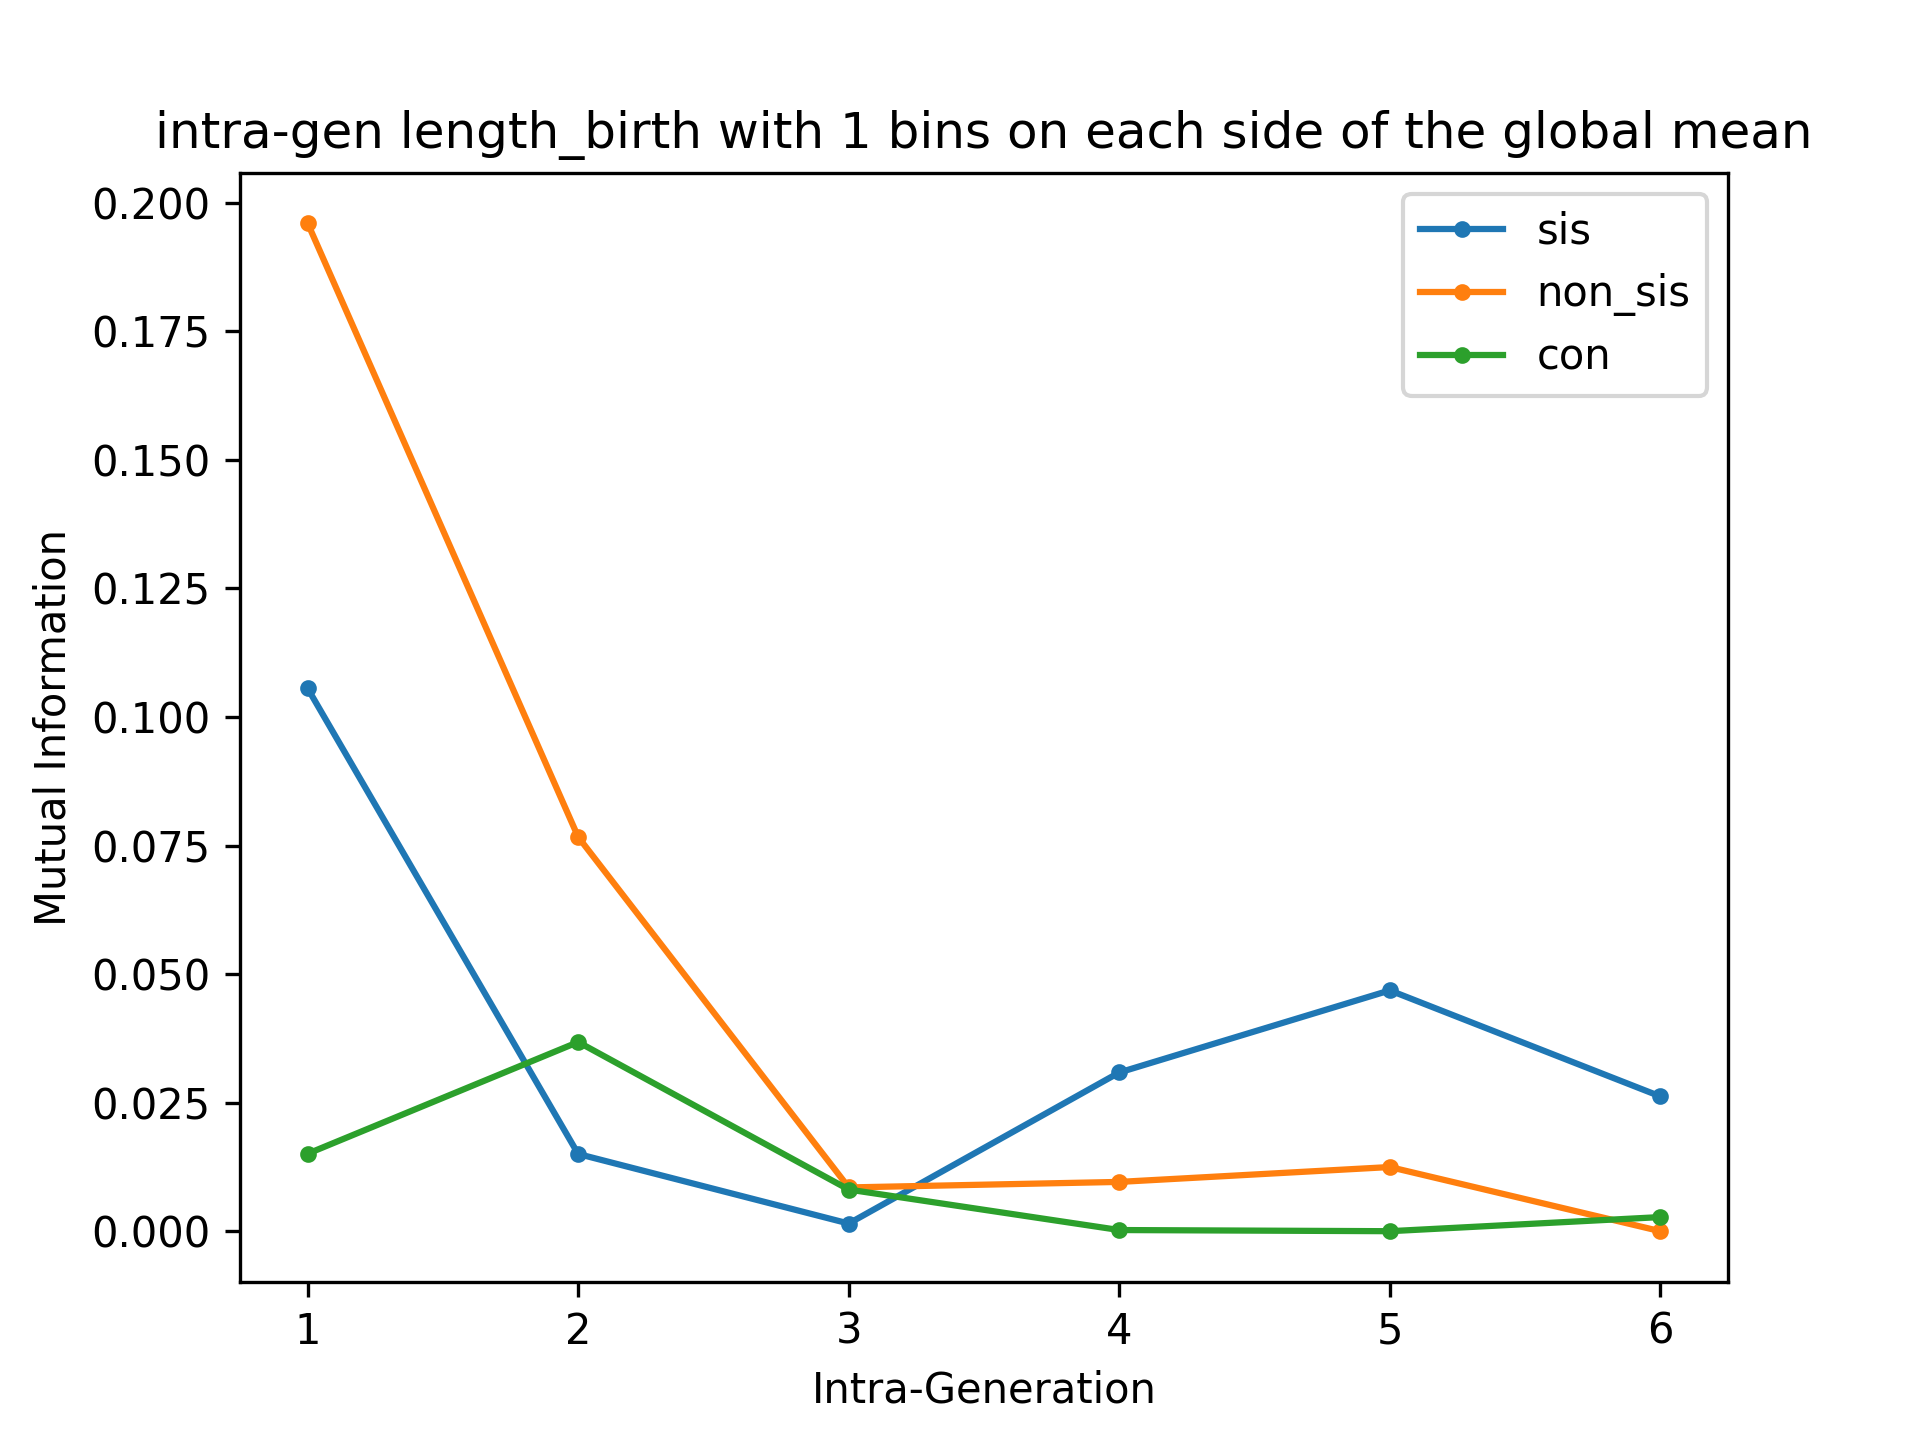 intra-gen length_birth with 1 bins on each side of the global mean
sis
non_sis
con
0.200
0.175
0.150
0.125
0.100
0.075
0.050
0.025
0.000
Mutual Information
1 2 3 4 5 6
Intra-Generation